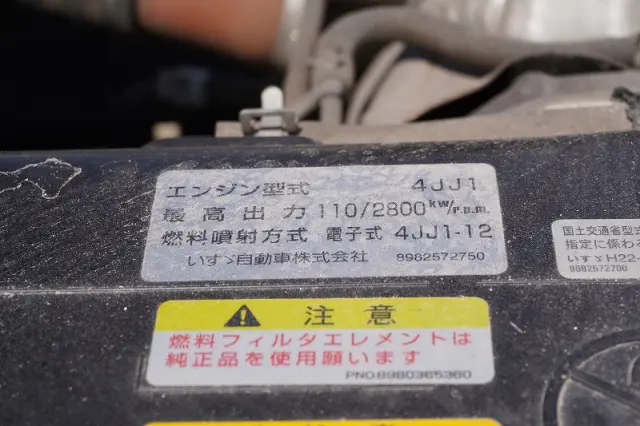 エンジン型式 4JJ1
最高出力 110/2800kW/r.p.m.
燃料噴射方式 電子式 4JJ1-12
いすゞ自動車株式会社 8982572750
国土交通省型式
指定に係わ
いすゞH22-
8982572700
注意
燃料フィルタエレメントは
純正品を使用願います
PNO.8980365360